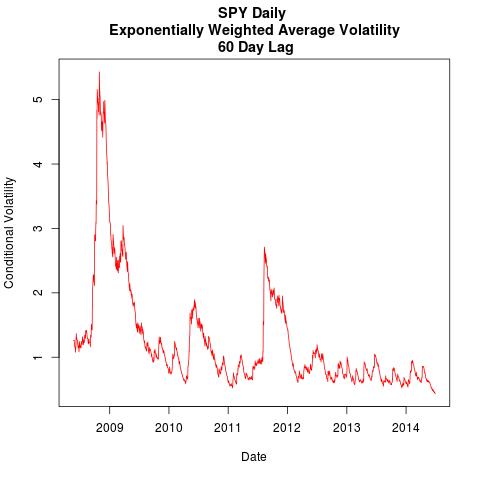 SPY Daily
Exponentially Weighted Average Volatility
60 Day Lag
Conditional Volatility
5
4
3
2
1
2009 2010 2011 2012 2013 2014
Date